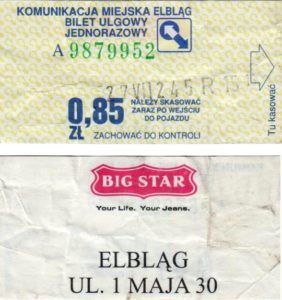 KOMUNIKACJA MIEJSKA ELBLĄG
BILET ULGOWY
JEDNORAZOWY
A 9879952
0,85
ZŁ
NALEŻY SKASOWAĆ
ZARAZ PO WEJŚCIU
DO POJAZDU
ZACHOWAĆ DO KONTROLI
Tu kasować
BIG STAR
Your Life. Your Jeans.
ELBLĄG
UL. 1 MAJA 30